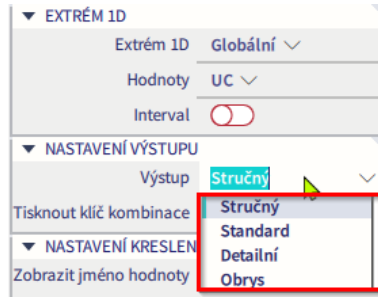 EXTRÉM 1D
Extrém 1D Globální
Hodnoty UC
Interval
NASTAVENÍ VÝSTUPU
Výstup Stručný
Tisknout klíč kombinace Stručný
Standard
NASTAVENÍ KRESLEN Detailní
Zobrazit jméno hodnoty Obrys